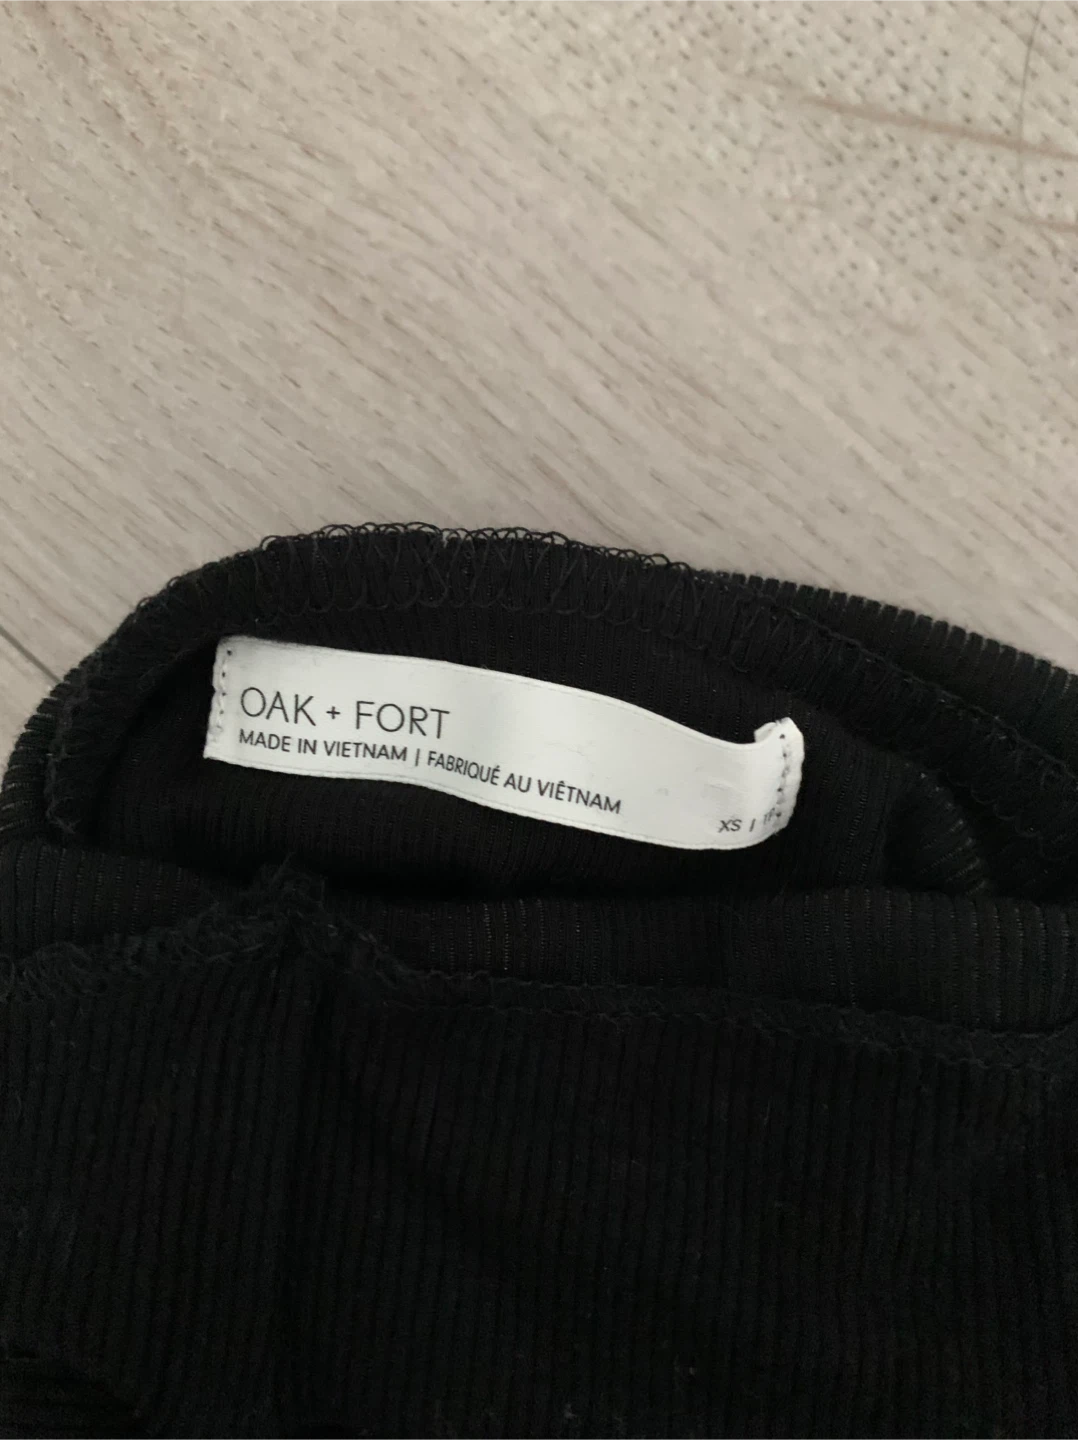 OAK + FORT
MADE IN VIETNAM | FABRIQUÉ AU VIÊTNAM
XS |